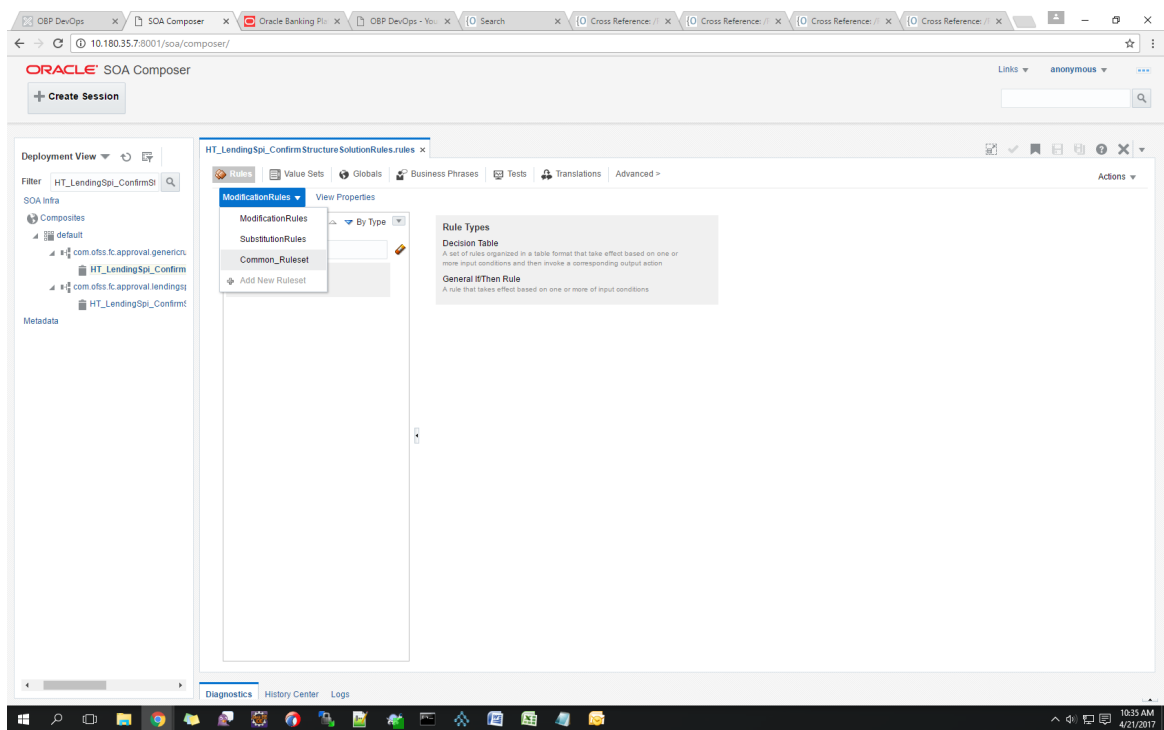 OBP DevOps
SOA Composer
Oracle Banking Pla
OBP DevOps - You
{O Search
{O Cross Reference: /
{O Cross Reference: /
{O Cross Reference: /
{O Cross Reference: /
10.180.35.7:8001/soa/composer/
ORACLE SOA Composer
Links
anonymous
+ Create Session
HT_LendingSpi_ConfirmStructureSolutionRules.rules
Deployment View
Rules
Value Sets
Globals
Business Phrases
Tests
Translations
Advanced >
Actions
Filter
HT_LendingSpi_ConfirmSt
ModificationRules
View Properties
SOA Infra
Composites
ModificationRules
By Type
Rule Types
default
SubstitutionRules
Decision Table
com.ofss.fc.approval.genericru
A set of rules organized in a table format that take effect based on one or
more input conditions and then invoke a corresponding output action
HT_LendingSpi_Confirm
Common_Ruleset
General If/Then Rule
com.ofss.fc.approval.lendingsp
Add New Ruleset
A rule that takes effect based on one or more of input conditions
HT_LendingSpi_ConfirmS
Metadata
Diagnostics
History Center
Logs
10:35 AM
4/21/2017